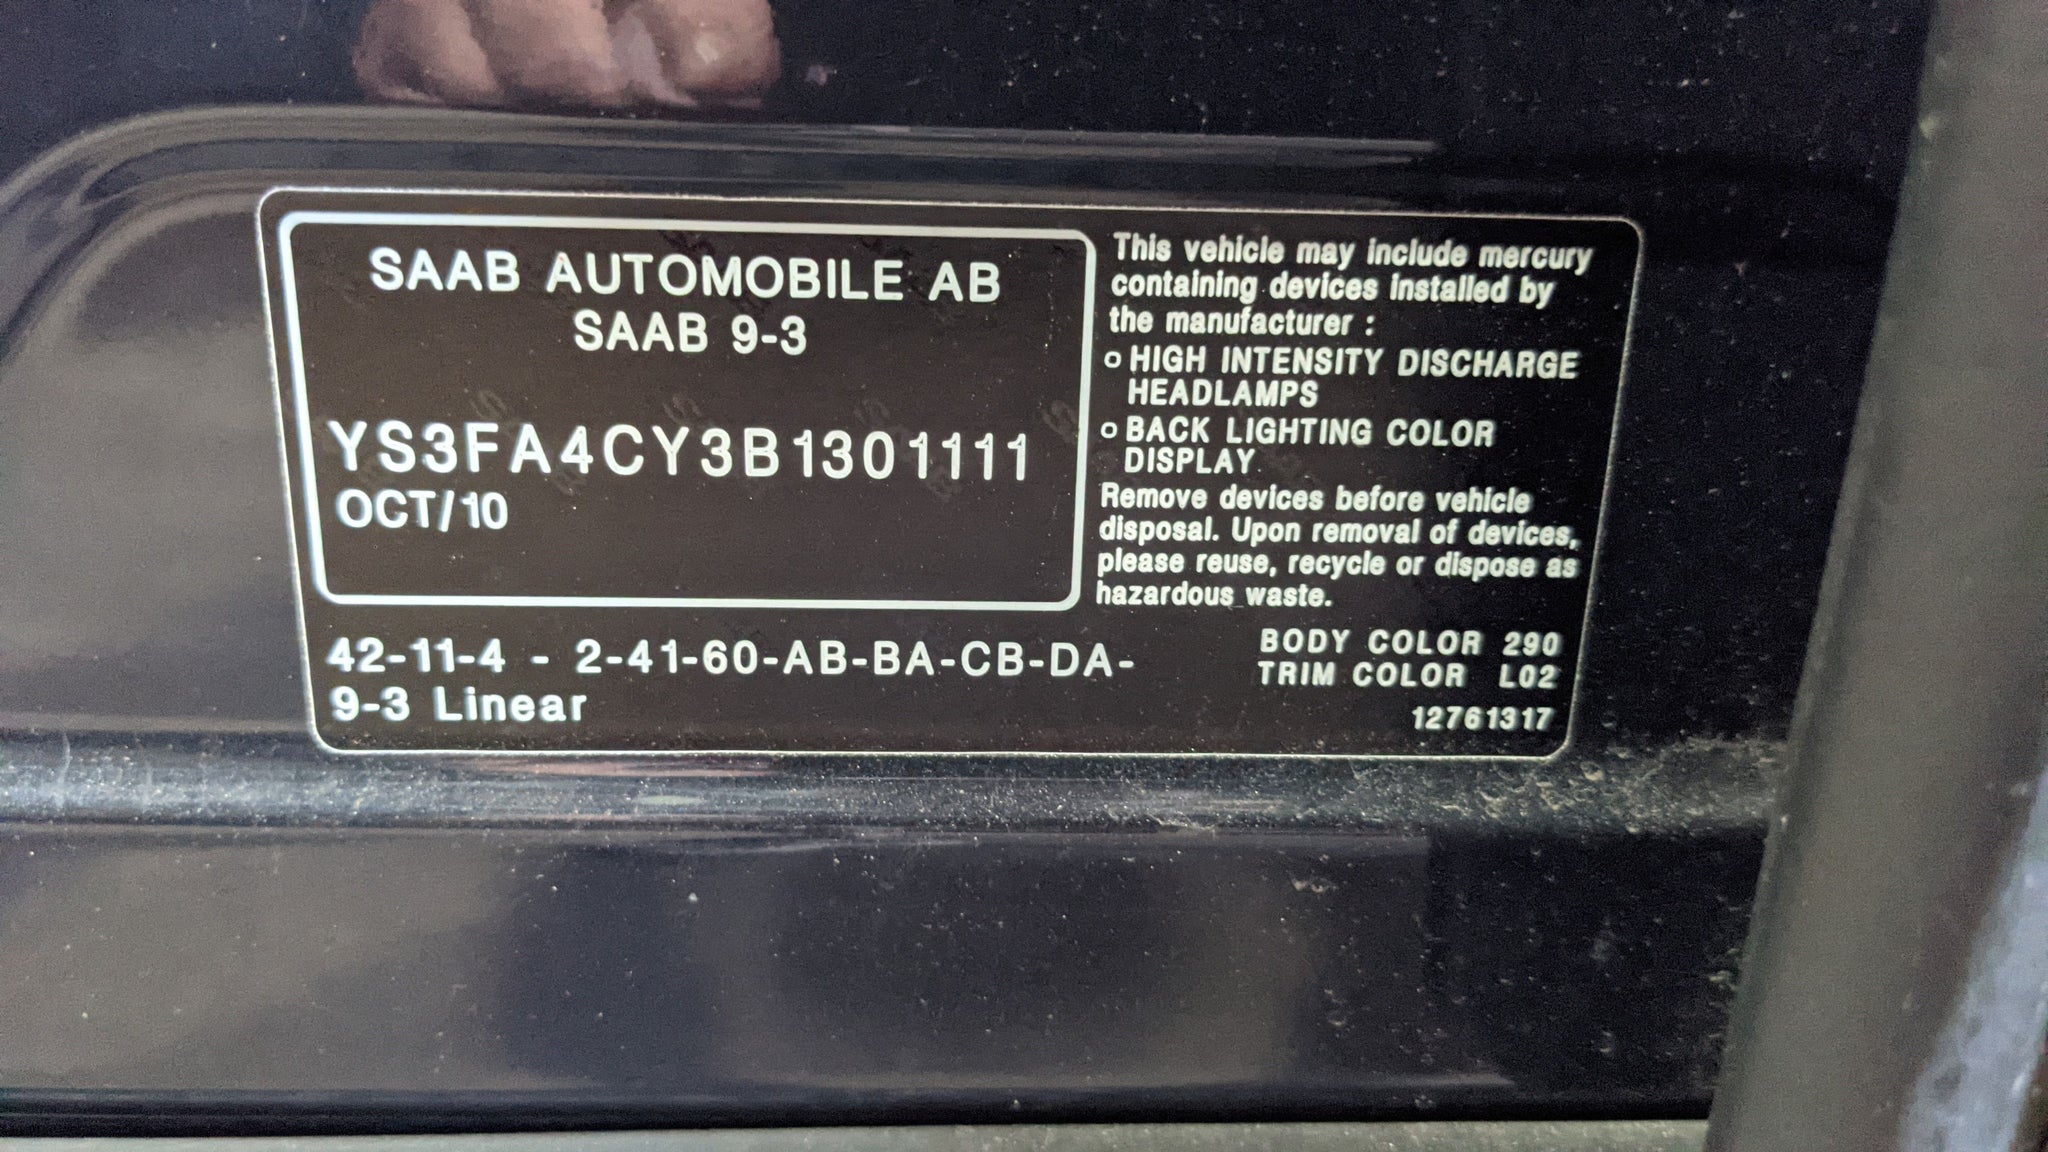 SAAB AUTOMOBILE AB
SAAB 9-3
YS3FA4CY3B1301111
OCT/10
This vehicle may include mercury
containing devices installed by
the manufacturer :
o HIGH INTENSITY DISCHARGE
HEADLAMPS
o BACK LIGHTING COLOR
DISPLAY
Remove devices before vehicle
disposal. Upon removal of devices,
please reuse, recycle or dispose as
hazardous waste.
42-11-4 - 2-41-60-AB-BA-CB-DA-
9-3 Linear
BODY COLOR 290
TRIM COLOR L02
12761317